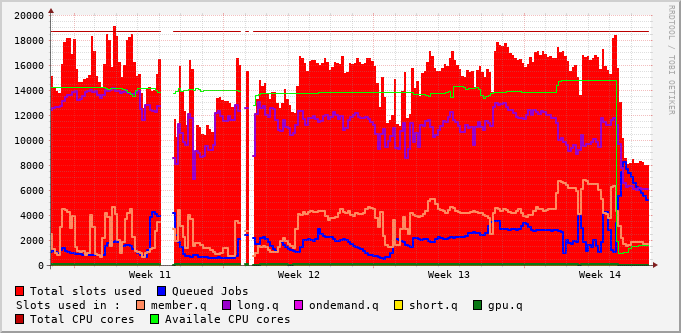 RRDTOOL / TOBI OETIKER
20000
18000
16000
14000
12000
10000
8000
6000
4000
2000
0
Week 11 Week 12 Week 13 Week 14
Total slots used Queued Jobs
Slots used in : member.q long.q ondemand.q short.q gpu.q
Total CPU cores Availale CPU cores